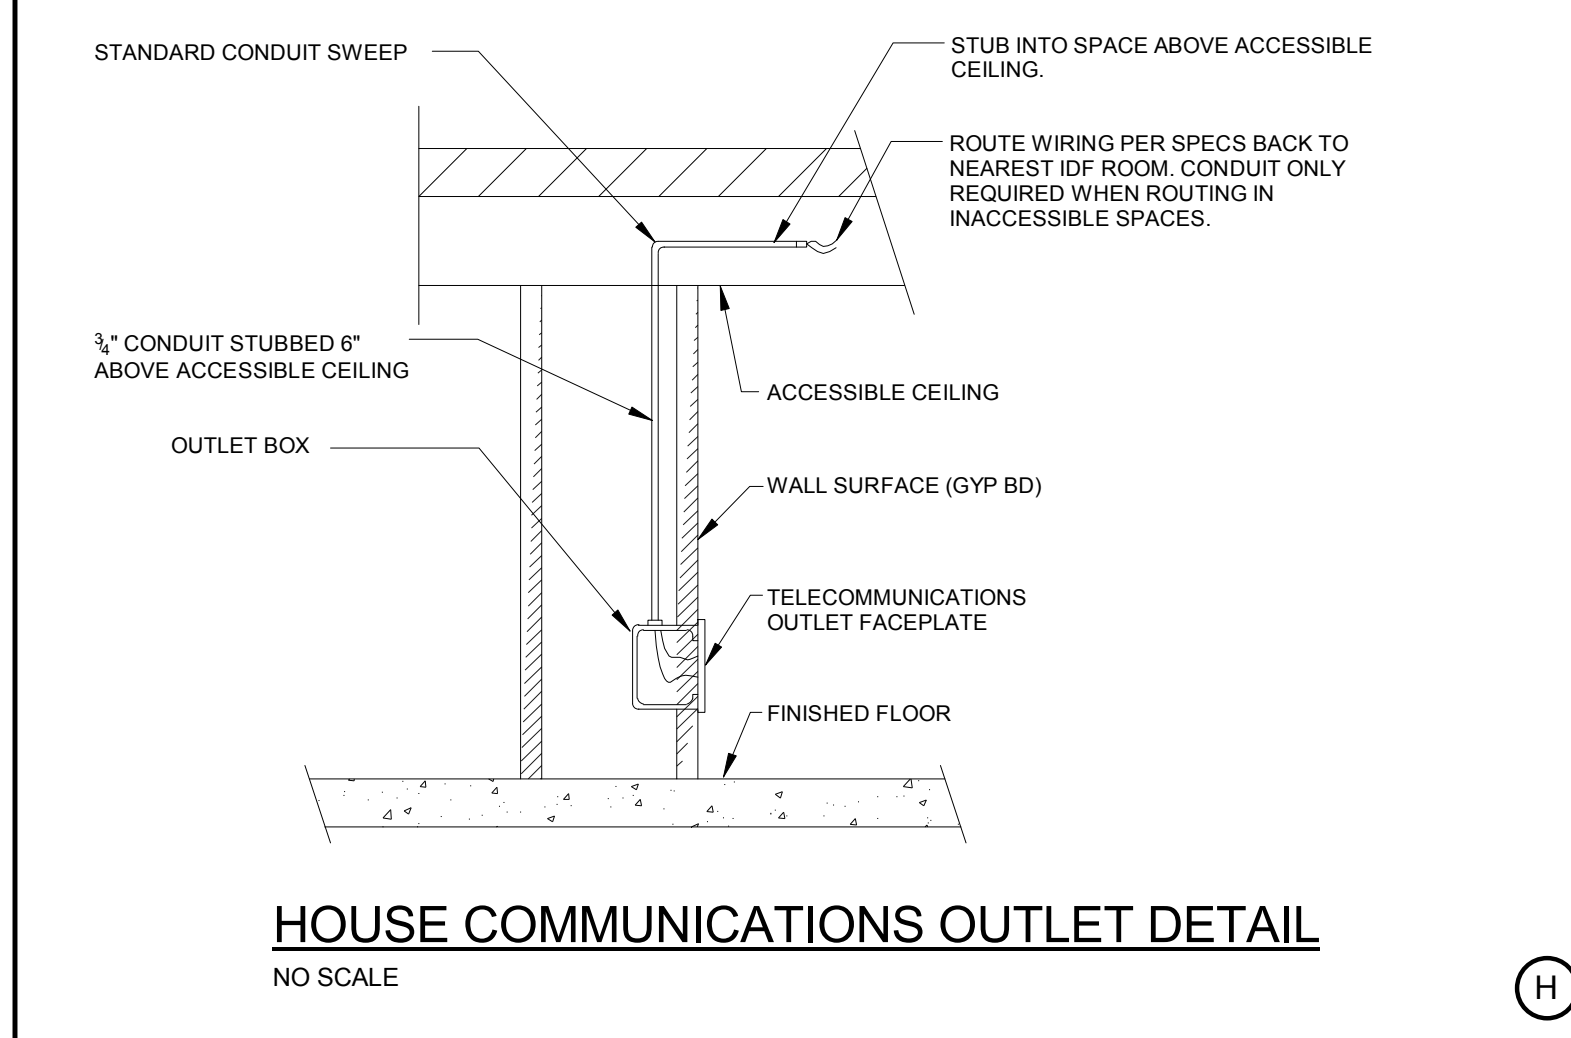 STANDARD CONDUIT SWEEP
STUB INTO SPACE ABOVE ACCESSIBLE
CEILING.
ROUTE WIRING PER SPECS BACK TO
NEAREST IDF ROOM. CONDUIT ONLY
REQUIRED WHEN ROUTING IN
INACCESSIBLE SPACES.
¾" CONDUIT STUBBED 6"
ABOVE ACCESSIBLE CEILING
ACCESSIBLE CEILING
OUTLET BOX
WALL SURFACE (GYP BD)
TELECOMMUNICATIONS
OUTLET FACEPLATE
FINISHED FLOOR
HOUSE COMMUNICATIONS OUTLET DETAIL
NO SCALE
H